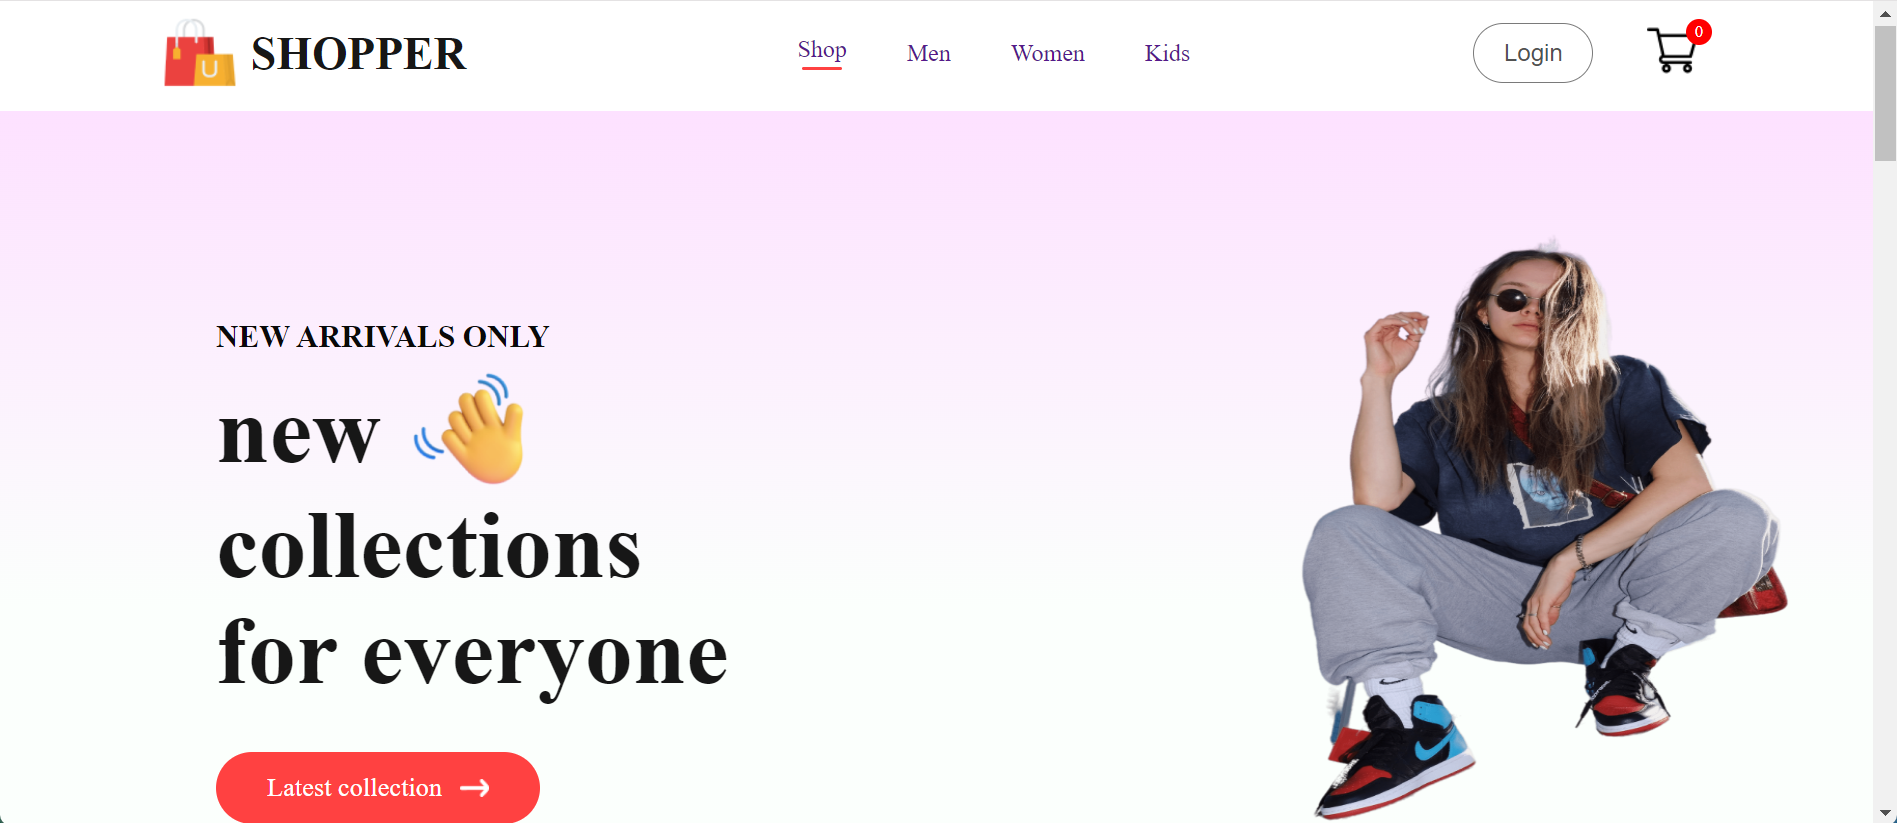 SHOPPER
Shop
Men
Women
Kids
Login
0
NEW ARRIVALS ONLY
new
collections
for everyone
Latest collection